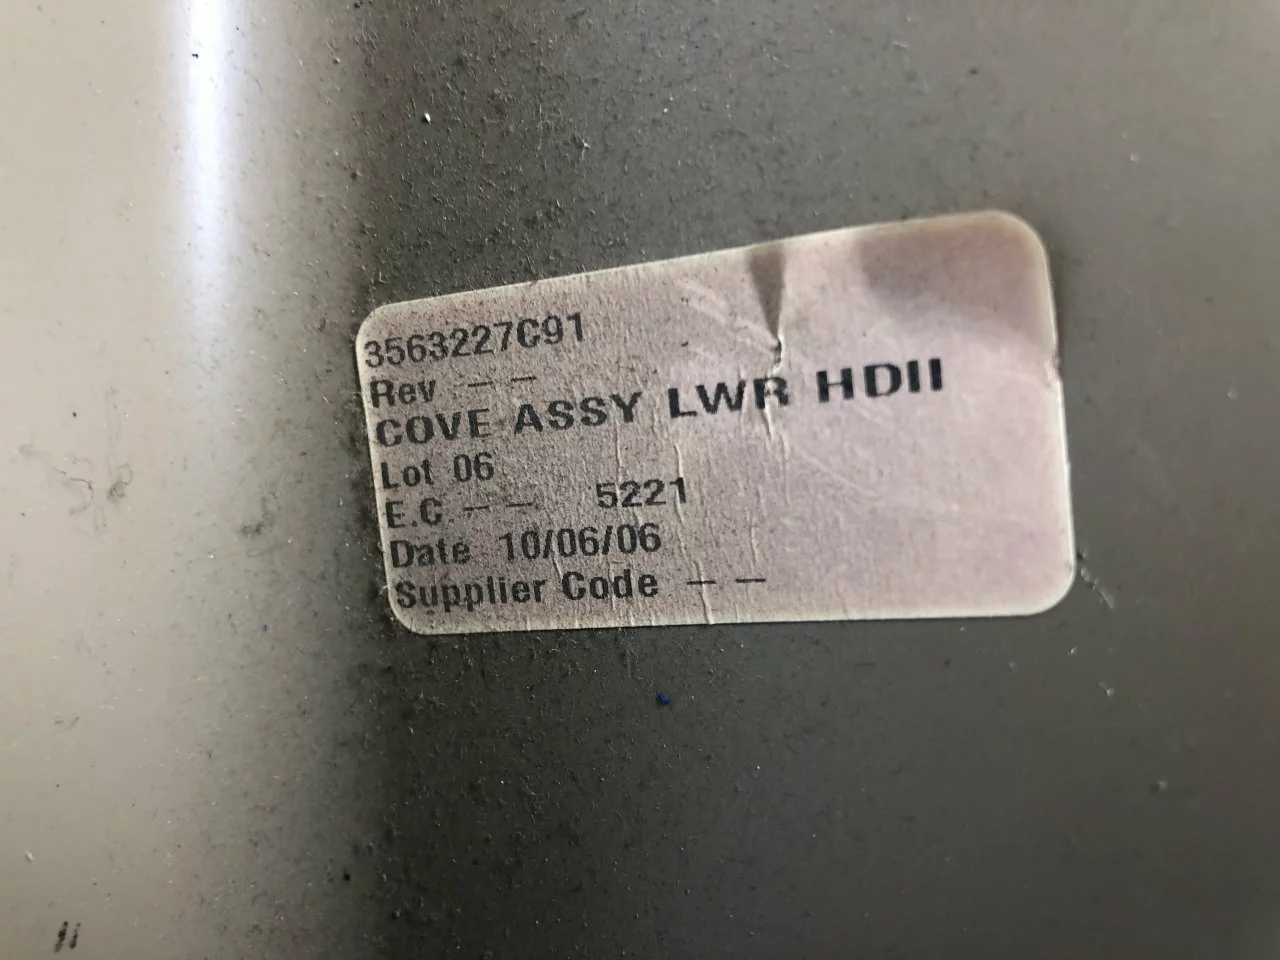 3563227C91
Rev - -
COVE ASSY LWR HDII
Lot 06
E.C. - - 5221
Date 10/06/06
Supplier Code - -